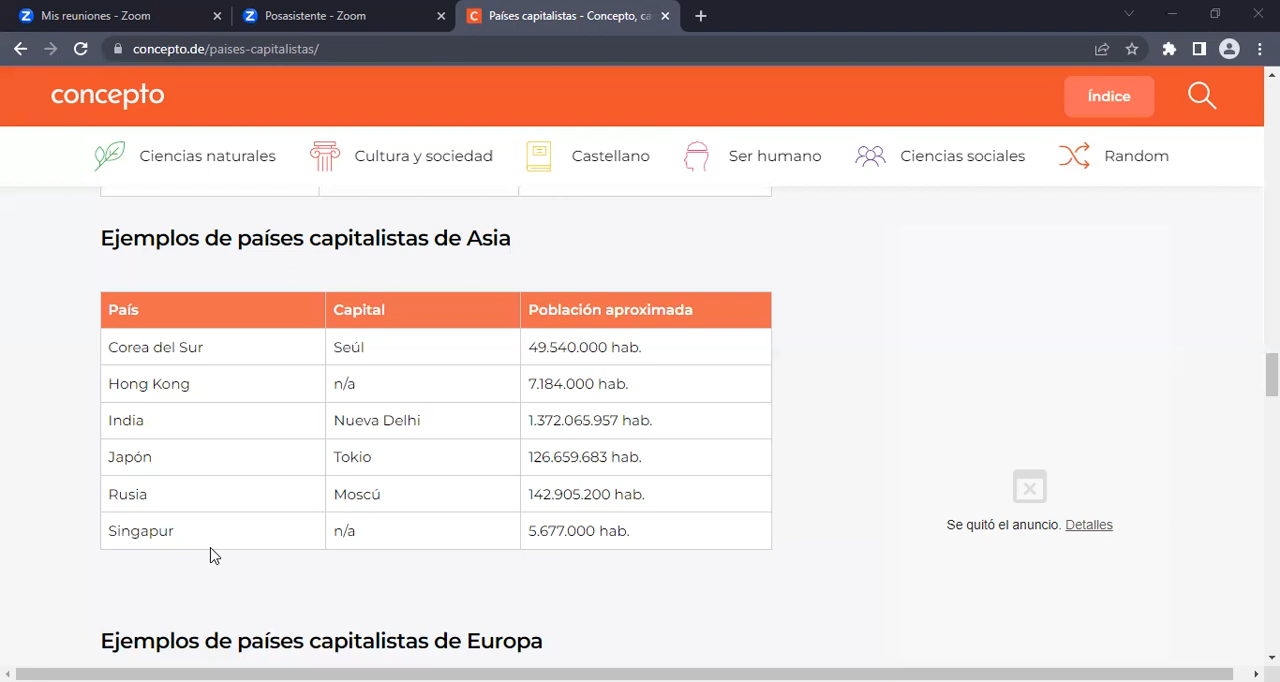 Mis reuniones - Zoom
Posasistente - Zoom
Países capitalistas - Concepto, ca
concepto.de/paises-capitalistas/
concepto
Índice
Ciencias naturales
Cultura y sociedad
Castellano
Ser humano
Ciencias sociales
Random
Ejemplos de países capitalistas de Asia
País Capital Población aproximada
Corea del Sur Seúl 49.540.000 hab.
Hong Kong n/a 7.184.000 hab.
India Nueva Delhi 1.372.065.957 hab.
Japón Tokio 126.659.683 hab.
Rusia Moscú 142.905.200 hab.
Singapur n/a 5.677.000 hab.
Se quitó el anuncio. Detalles
Ejemplos de países capitalistas de Europa